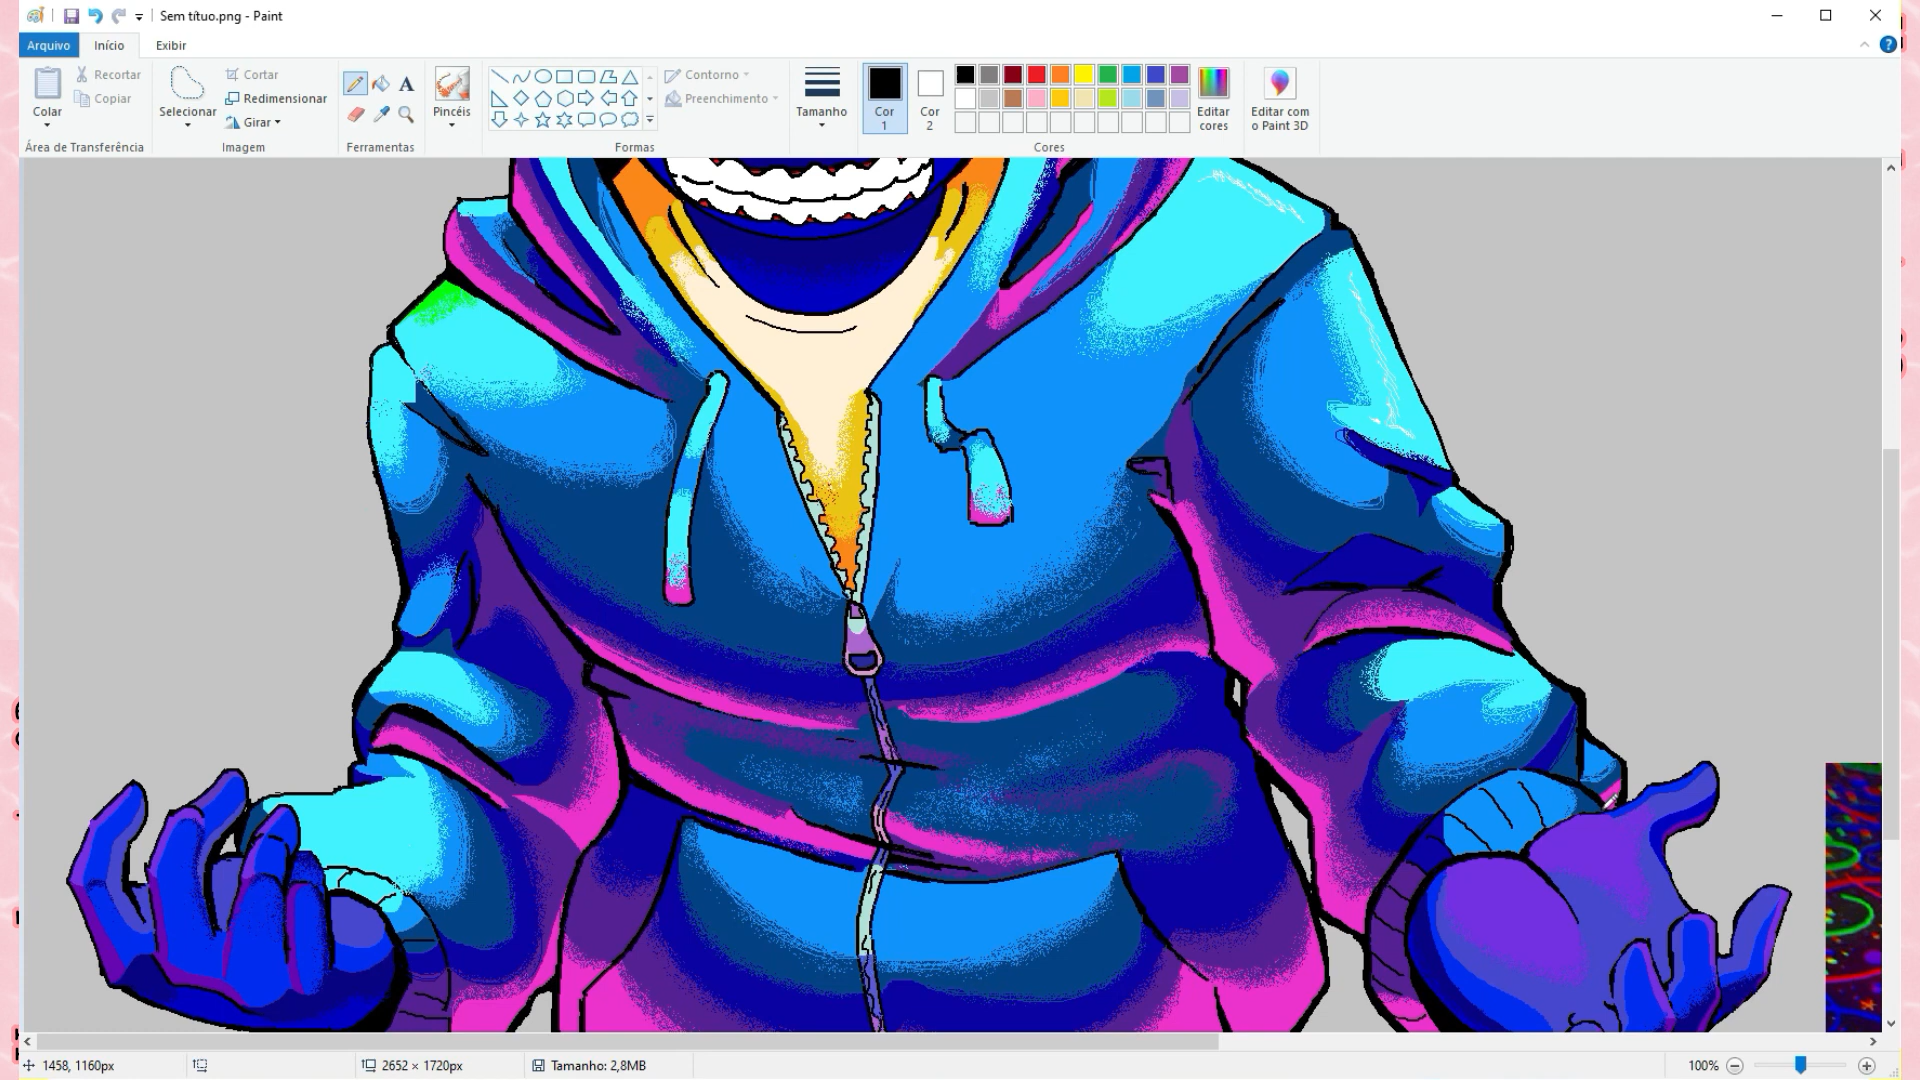 Sem títuo.png - Paint
Arquivo Início Exibir
Colar
Recortar
Copiar
Área de Transferência
Selecionar
Cortar
Redimensionar
Girar
Imagem
A
Ferramentas
Pincéis
Contorno
Preenchimento
Formas
Tamanho
Cor 1
Cor 2
Editar cores
Cores
Editar com o Paint 3D
1458, 1160px
2652 × 1720px
Tamanho: 2,8MB
100%